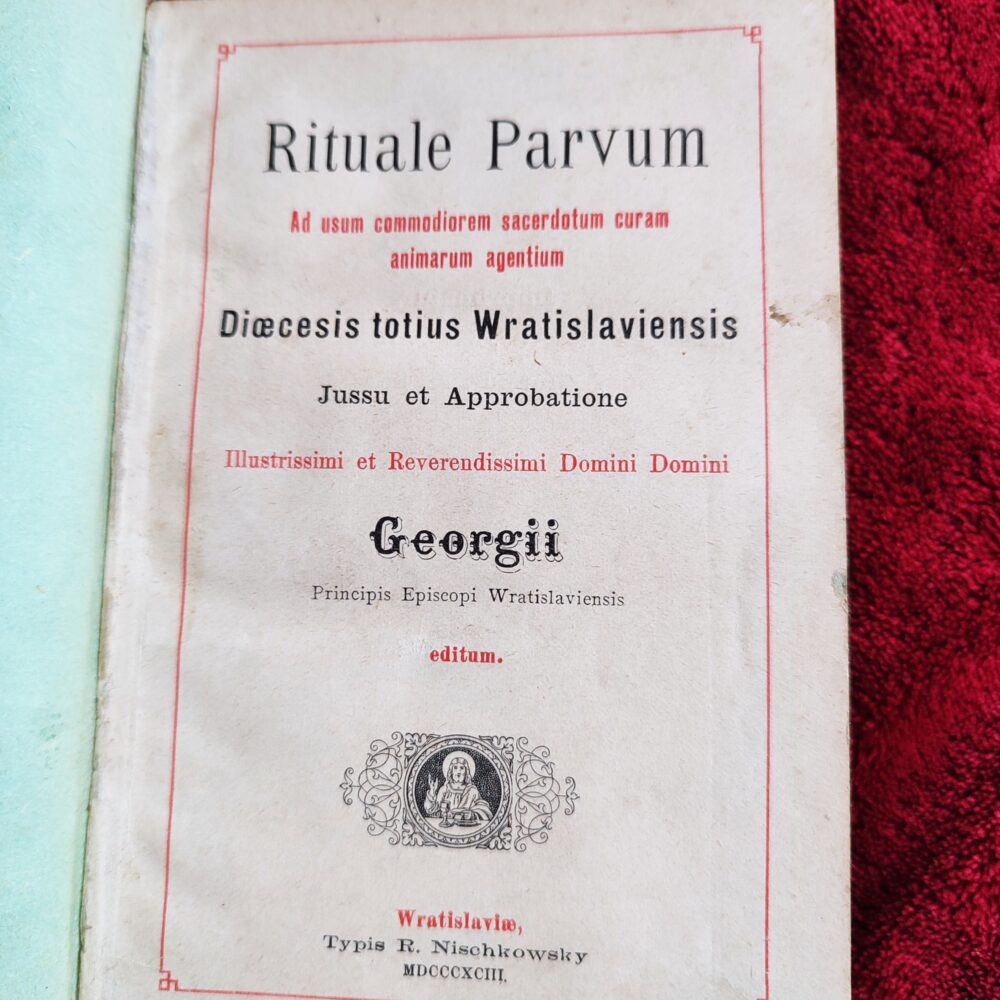 Rituale Parvum
Ad usum commodiorem sacerdotum curam
animarum agentium
Diœcesis totius Wratislaviensis
Jussu et Approbatione
Illustrissimi et Reverendissimi Domini Domini
Georgii
Principis Episcopi Wratislaviensis
editum.
Wratislaviæ,
Typis R. Nischkowsky
MDCCCXCIII.